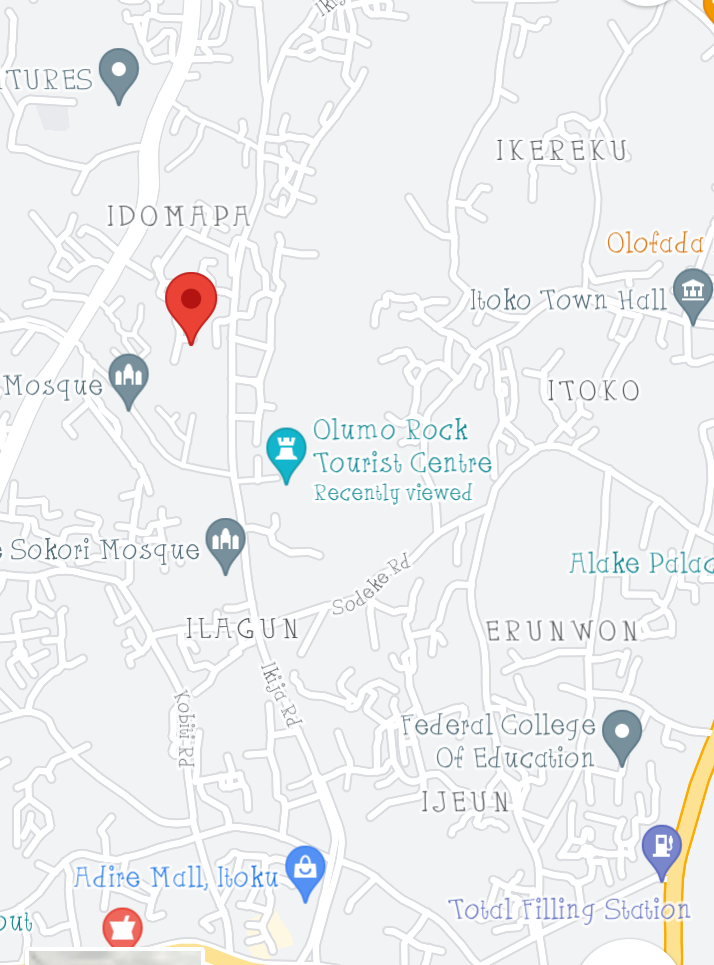 TURES
IKEREKU
IDOMAPA
Olofada
Itoko Town Hall
Mosque
ITOKO
Olumo Rock
Tourist Centre
Recently viewed
Sokori Mosque
Alake Palac
Sodeke Rd
ILAGUN
ERUNWON
Ikija-Rd
Kobiti-Rd
Federal College
Of Education
IJEUN
Adire Mall, Itoku
Total Filling Station
out